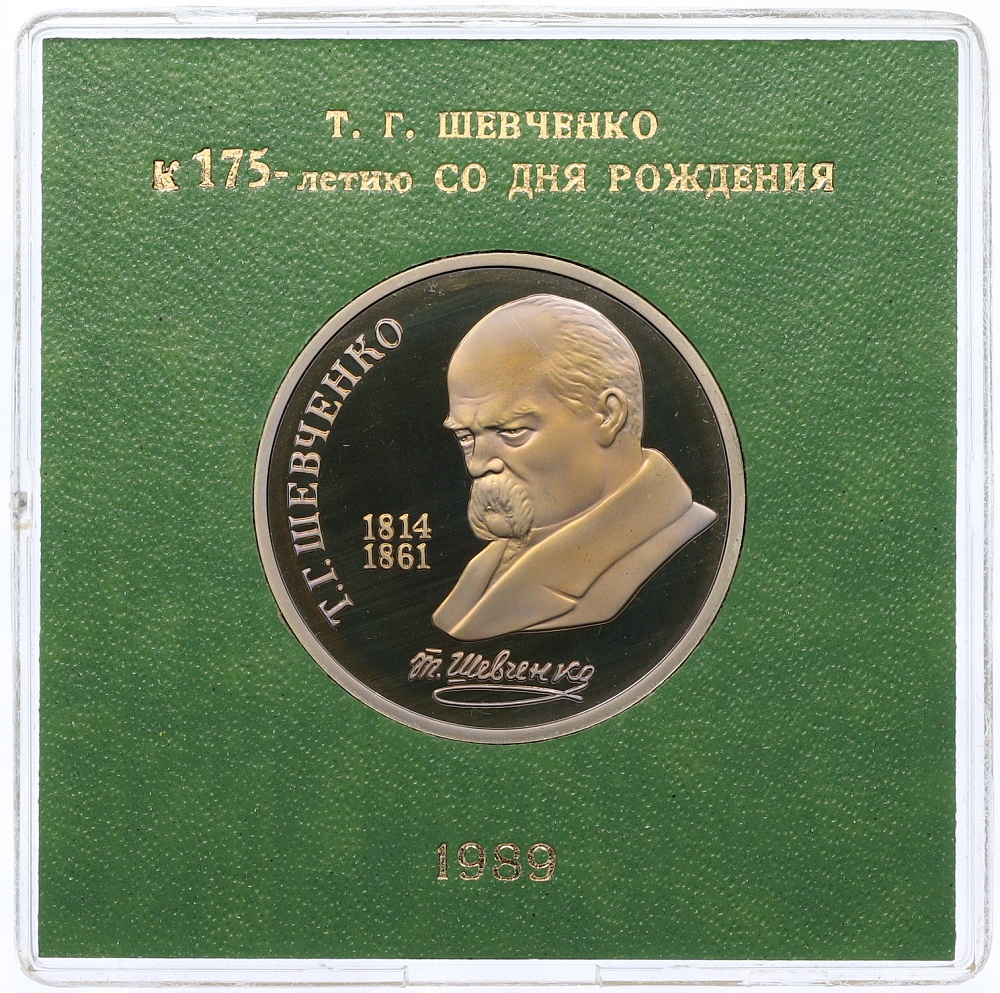 Т. Г. ШЕВЧЕНКО
к 175-летию СО ДНЯ РОЖДЕНИЯ
Т.Г. ШЕВЧЕНКО
1814
1861
Т. Шевченко
1989